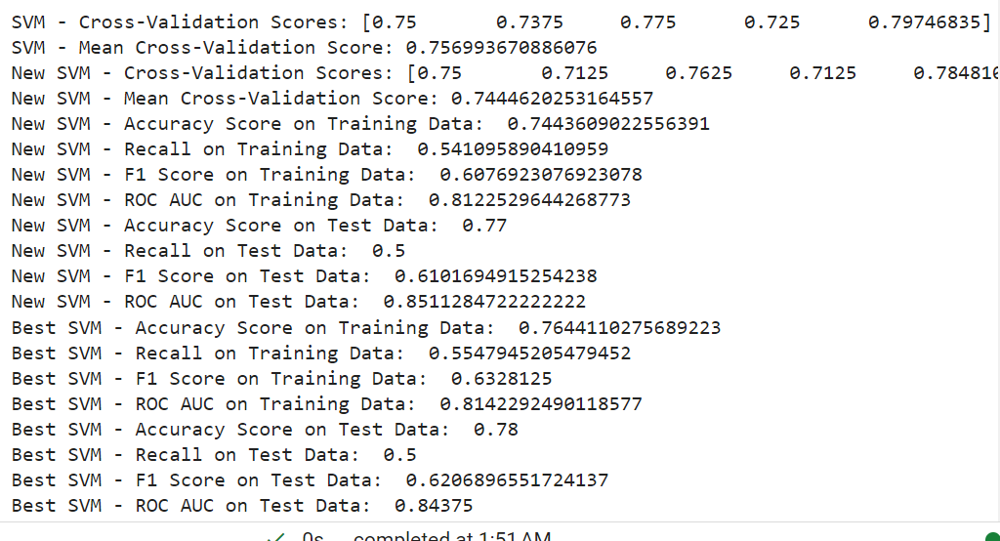 SVM - Cross-Validation Scores: [0.75 0.7375 0.775 0.725 0.79746835]
SVM - Mean Cross-Validation Score: 0.756993670886076
New SVM - Cross-Validation Scores: [0.75 0.7125 0.7625 0.7125 0.784816
New SVM - Mean Cross-Validation Score: 0.7444620253164557
New SVM - Accuracy Score on Training Data: 0.7443609022556391
New SVM - Recall on Training Data: 0.541095890410959
New SVM - F1 Score on Training Data: 0.6076923076923078
New SVM - ROC AUC on Training Data: 0.8122529644268773
New SVM - Accuracy Score on Test Data: 0.77
New SVM - Recall on Test Data: 0.5
New SVM - F1 Score on Test Data: 0.6101694915254238
New SVM - ROC AUC on Test Data: 0.8511284722222222
Best SVM - Accuracy Score on Training Data: 0.7644110275689223
Best SVM - Recall on Training Data: 0.5547945205479452
Best SVM - F1 Score on Training Data: 0.6328125
Best SVM - ROC AUC on Training Data: 0.8142292490118577
Best SVM - Accuracy Score on Test Data: 0.78
Best SVM - Recall on Test Data: 0.5
Best SVM - F1 Score on Test Data: 0.6206896551724137
Best SVM - ROC AUC on Test Data: 0.84375
0s completed at 1:51 AM